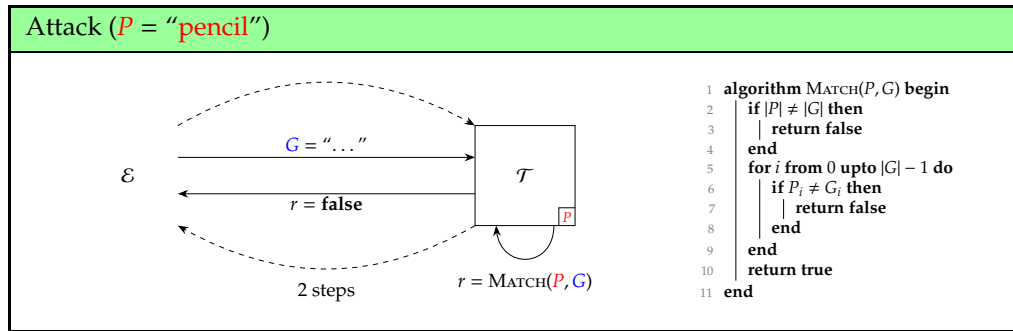 Attack (P = “pencil”)
ℰ
G = “. . . ”
r = false
2 steps
𝒯
P
r = Match(P, G)
1 algorithm Match(P, G) begin
2 if |P| ≠ |G| then
3 return false
4 end
5 for i from 0 upto |G| − 1 do
6 if Pᵢ ≠ Gᵢ then
7 return false
8 end
9 end
10 return true
11 end